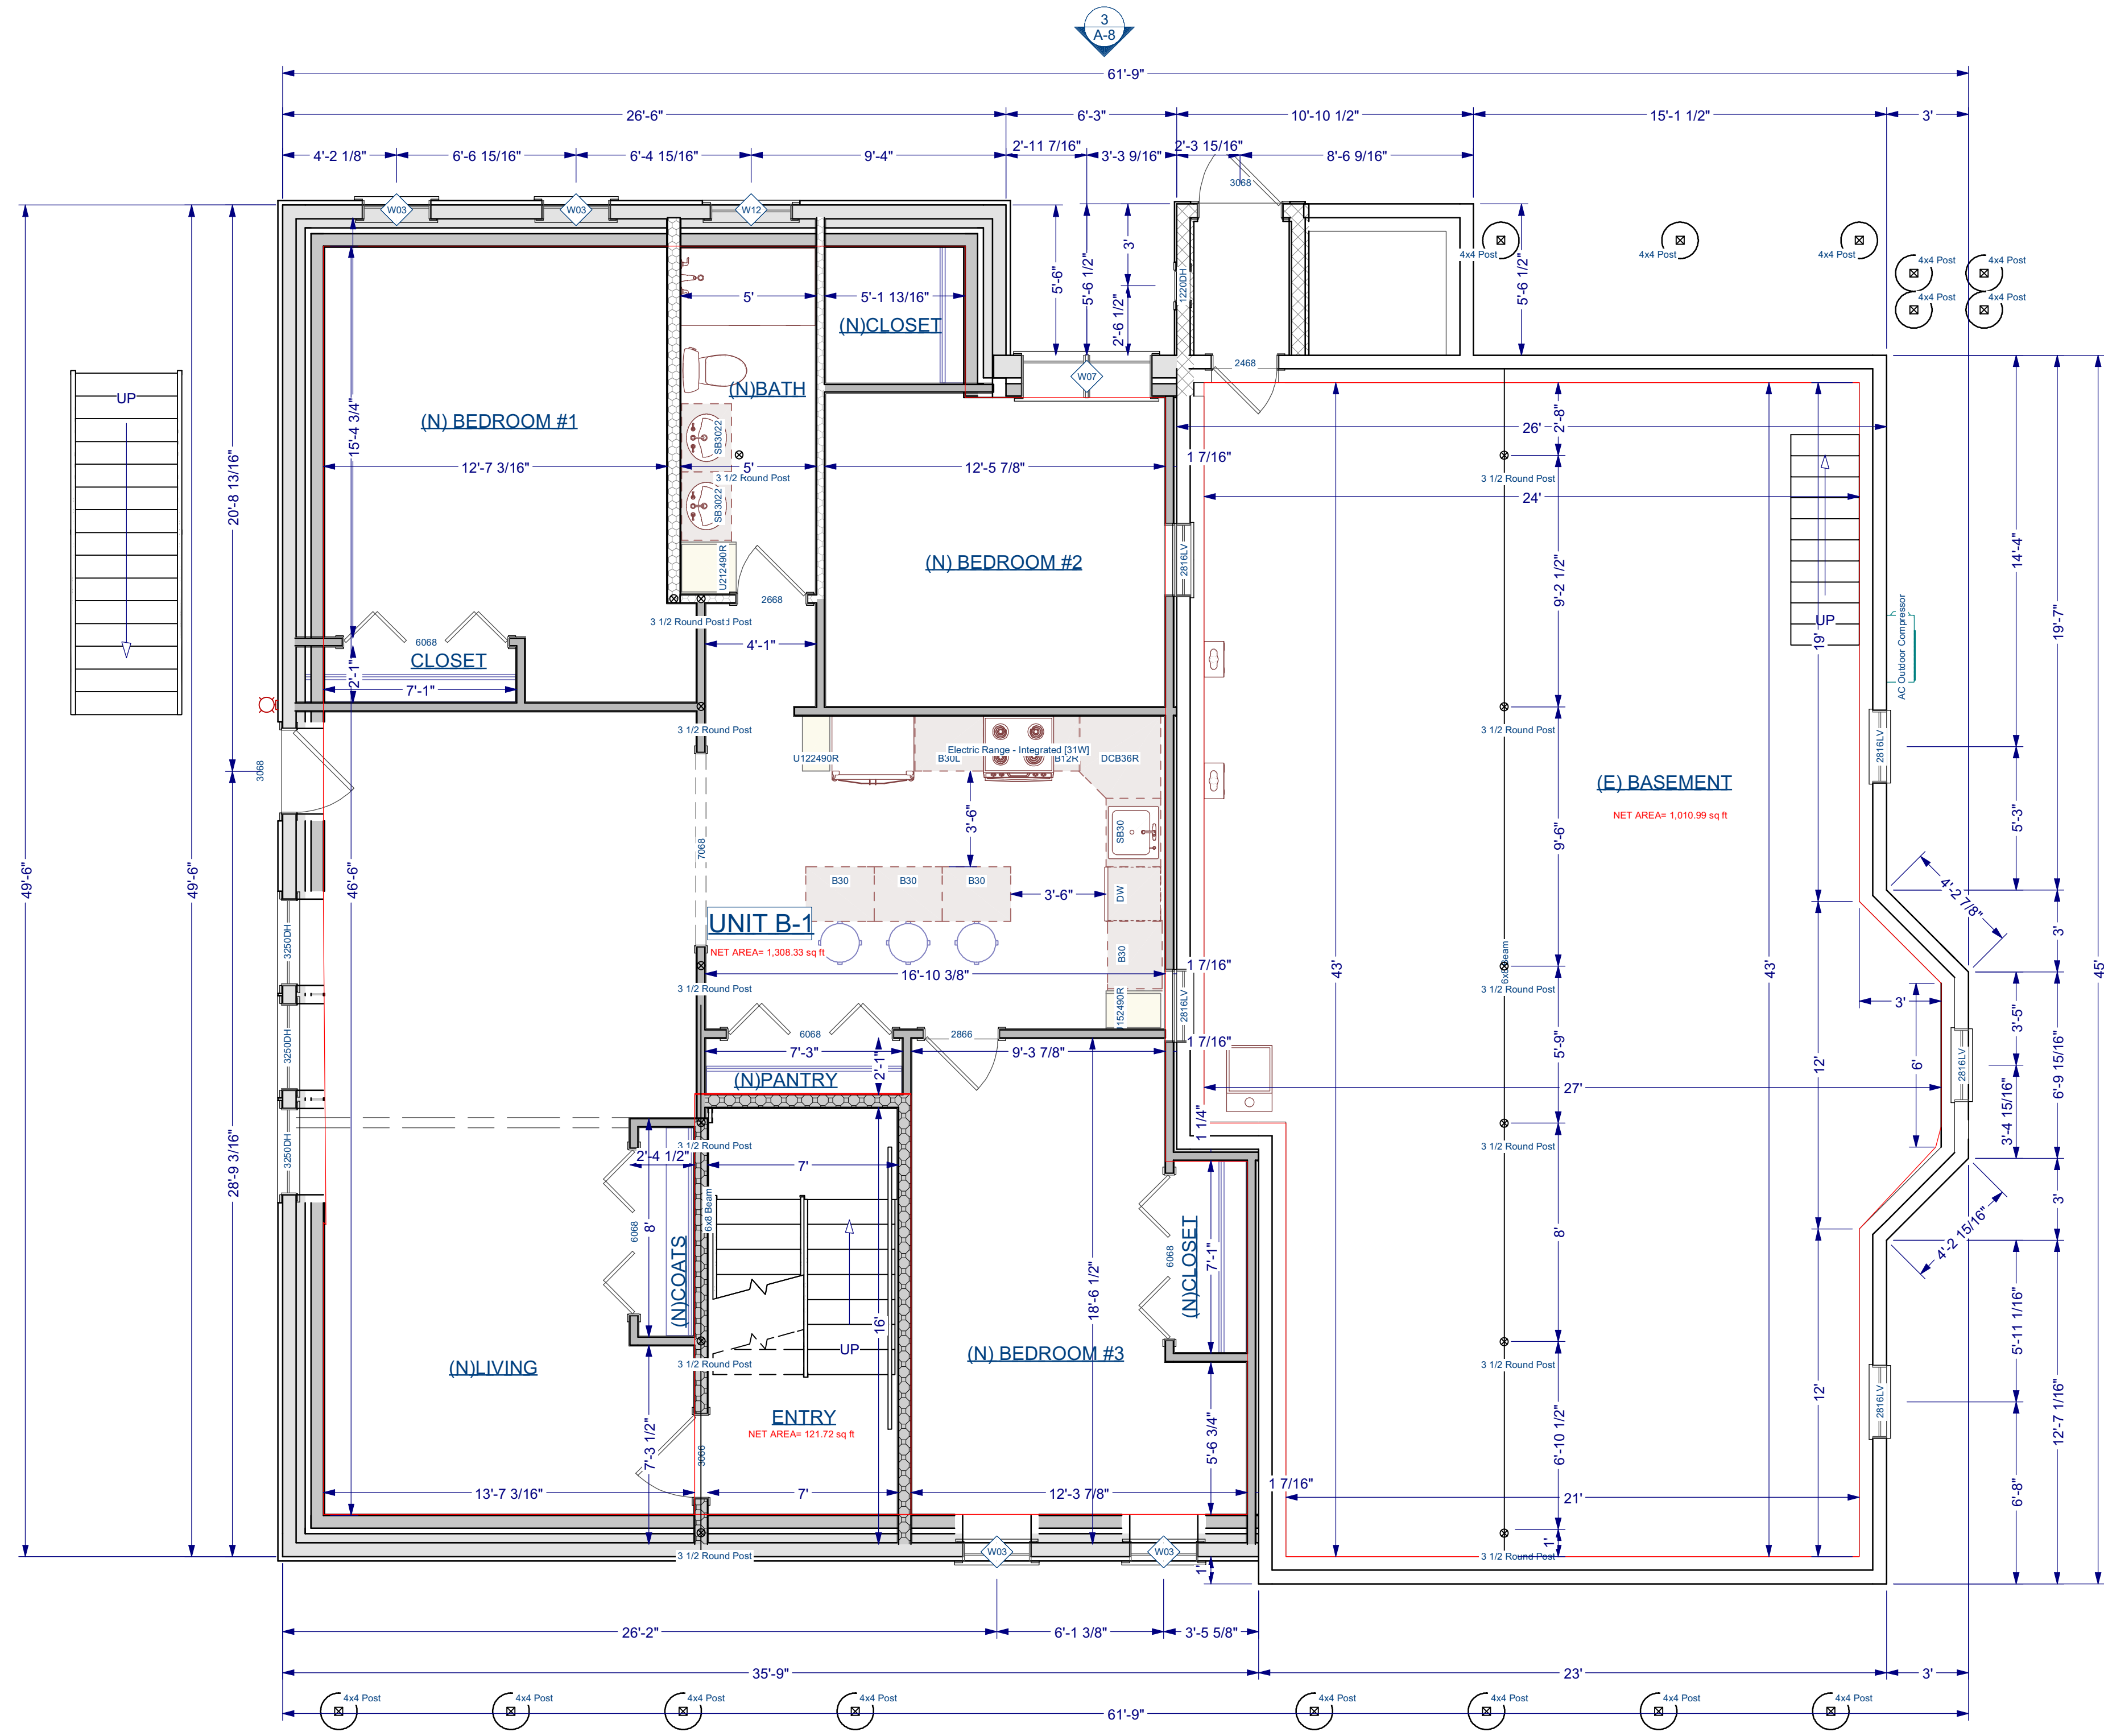 3
A-8
61'-9"
26'-6"
6'-3"
10'-10 1/2"
15'-1 1/2"
3'
4'-2 1/8"
6'-6 15/16"
6'-4 15/16"
9'-4"
2'-11 7/16"
3'-3 9/16"
2'-3 15/16"
8'-6 9/16"
3068
W03
W03
W12
4x4 Post
4x4 Post
4x4 Post
4x4 Post
4x4 Post
4x4 Post
4x4 Post
5'-6"
5'-6 1/2"
3'
2'-6 1/2"
1220DH
5'-6 1/2"
5'
5'-1 13/16"
(N)CLOSET
2468
W07
(N)BATH
UP
(N) BEDROOM #1
15'-4 3/4"
SB3022
SB3022
26'
2'-8"
12'-7 3/16"
5'
12'-5 7/8"
1 7/16"
3 1/2 Round Post
3 1/2 Round Post
24'
20'-8 13/16"
U212490R
(N) BEDROOM #2
2816LV
9'-2 1/2"
14'-4"
19'-7"
2668
3 1/2 Round Post
Post
4'-1"
6068
CLOSET
2'-1"
7'-1"
UP
19'
AC Outdoor Compressor
3 1/2 Round Post
3 1/2 Round Post
U122490R
B30L
Electric Range - Integrated [31W]
B12R
DCB36R
2816LV
3068
(E) BASEMENT
NET AREA= 1,010.99 sq ft
3'-6"
SB30
7068
9'-6"
5'-3"
49'-6"
49'-6"
46'-6"
B30
B30
B30
3'-6"
DW
4'-2 7/8"
UNIT B-1
NET AREA= 1,308.33 sq ft
3250DH
B30
3'
16'-10 3/8"
1 7/16"
6x8 Beam
43'
43'
45'
3 1/2 Round Post
3 1/2 Round Post
2816LV
3'
3'-5"
6068
2866
1 7/16"
3250DH
7'-3"
2'-1"
9'-3 7/8"
5'-9"
12'
6'
2816LV
6'-9 15/16"
(N)PANTRY
27'
1 1/4"
3'-4 15/16"
3 1/2 Round Post
3 1/2 Round Post
3250DH
28'-9 3/16"
2'-4 1/2"
7'
6x8 Beam
8'
6068
(N)COATS
18'-6 1/2"
6068
(N)CLOSET
7'-1"
8'
3'
4'-2 15/16"
16'
UP
3 1/2 Round Post
3 1/2 Round Post
(N)LIVING
(N) BEDROOM #3
5'-11 1/16"
12'
2816LV
ENTRY
NET AREA= 121.72 sq ft
7'-3 1/2"
5'-6 3/4"
6'-10 1/2"
12'-7 1/16"
13'-7 3/16"
7'
12'-3 7/8"
1 7/16"
21'
6'-8"
3 1/2 Round Post
W03
W03
1'
3 1/2 Round Post
1'
26'-2"
6'-1 3/8"
3'-5 5/8"
35'-9"
23'
3'
4x4 Post
4x4 Post
4x4 Post
4x4 Post
4x4 Post
4x4 Post
4x4 Post
4x4 Post
61'-9"